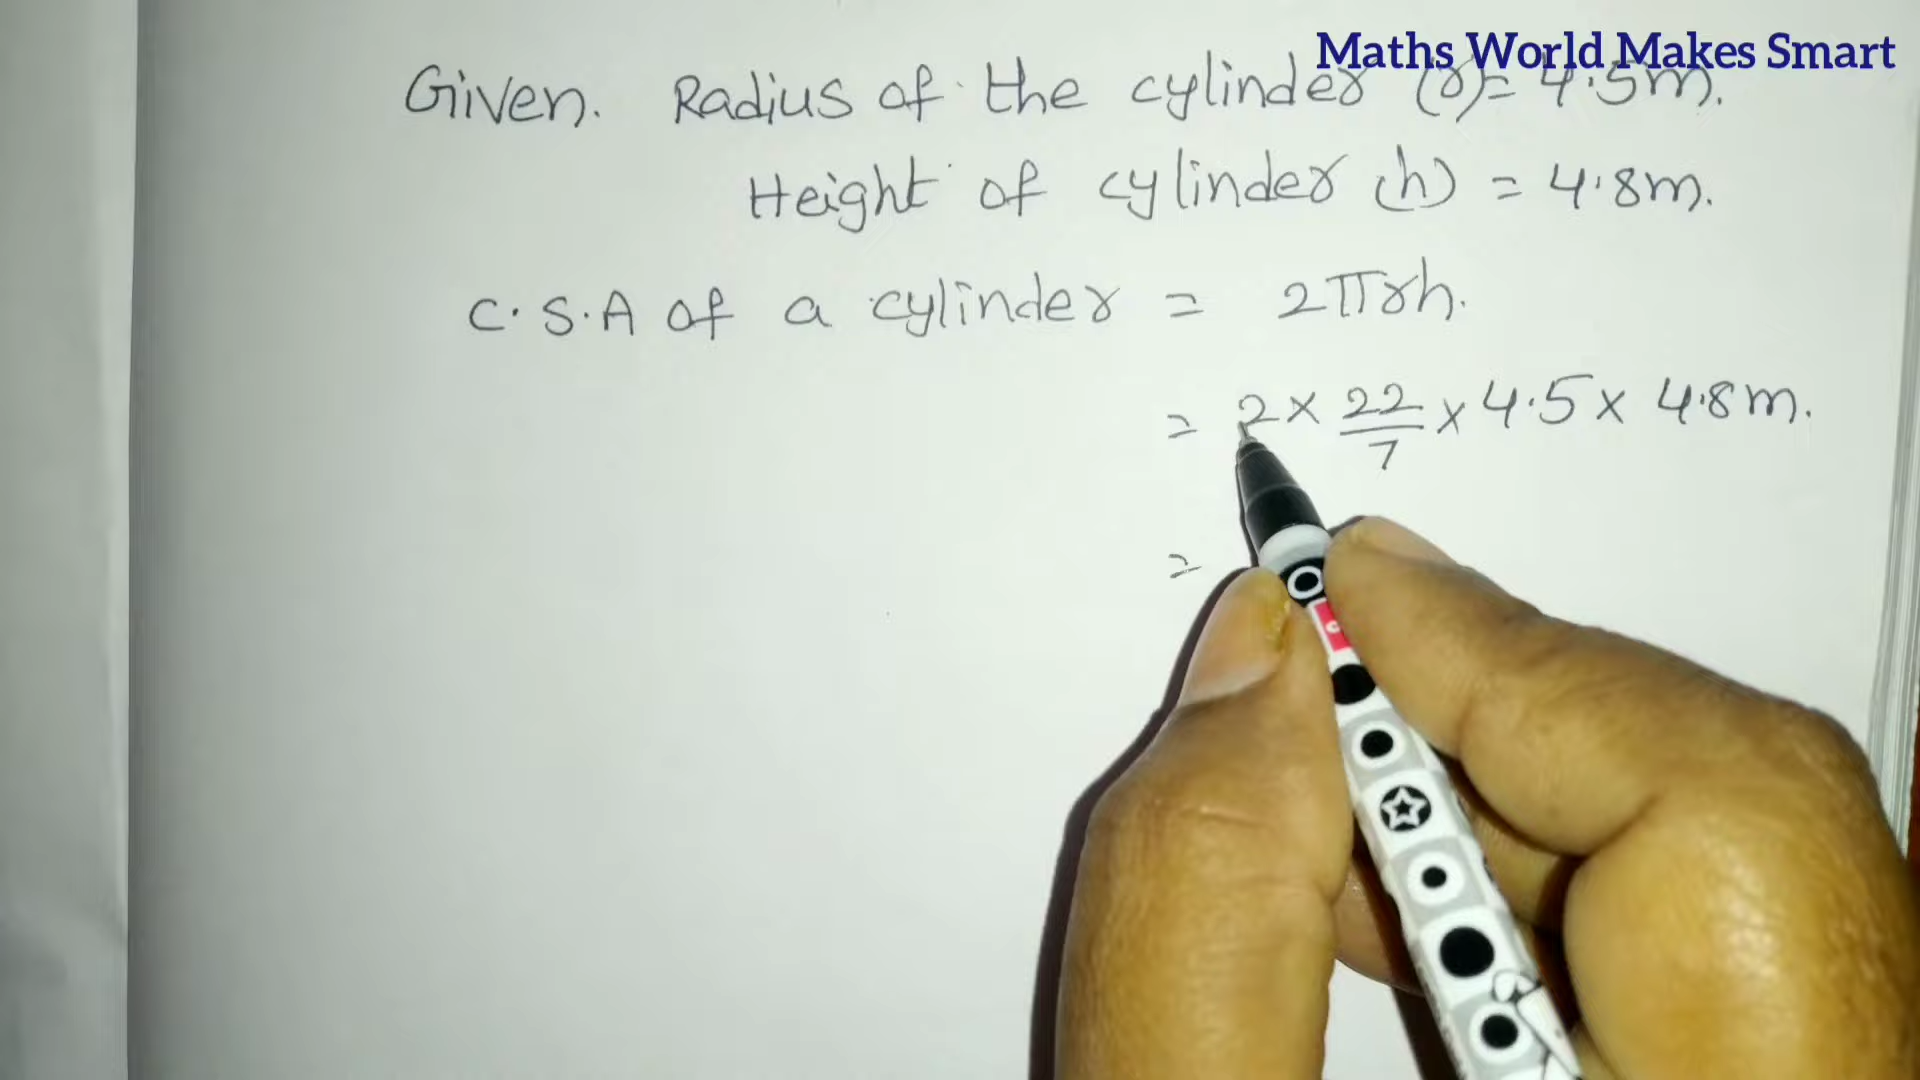 Maths World Makes Smart
Given. Radius of the cylinder (r) = 4.5m.
Height of cylinder (h) = 4.8m.
C.S.A of a cylinder = 2πrh.
= 2 × 22/7 × 4.5 × 4.8m.
=